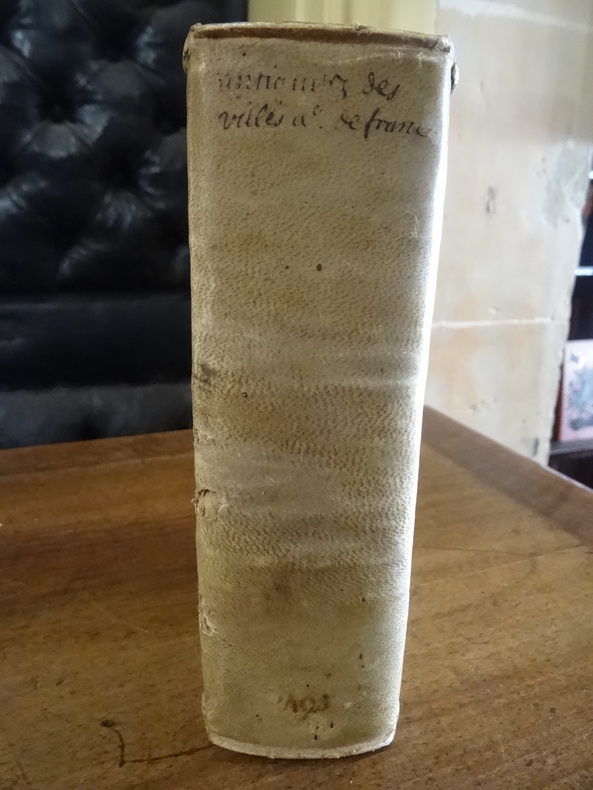 antiquitez des
villes &c. de france